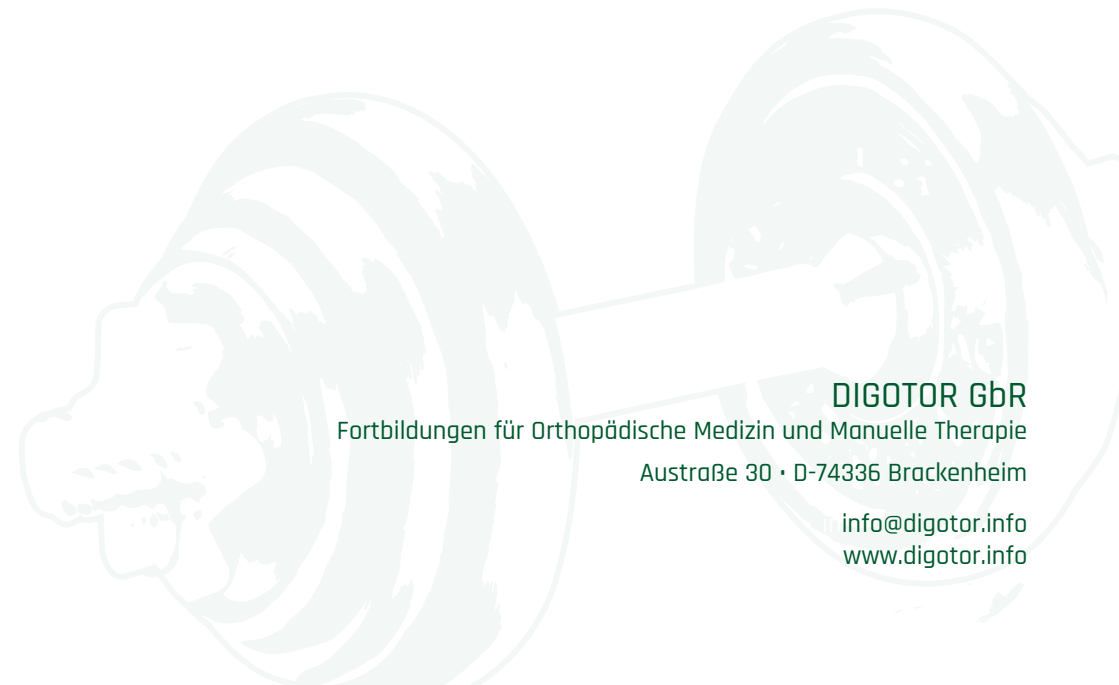 DIGOTOR GbR
Fortbildungen für Orthopädische Medizin und Manuelle Therapie
Austraße 30 • D-74336 Brackenheim
info@digotor.info
www.digotor.info